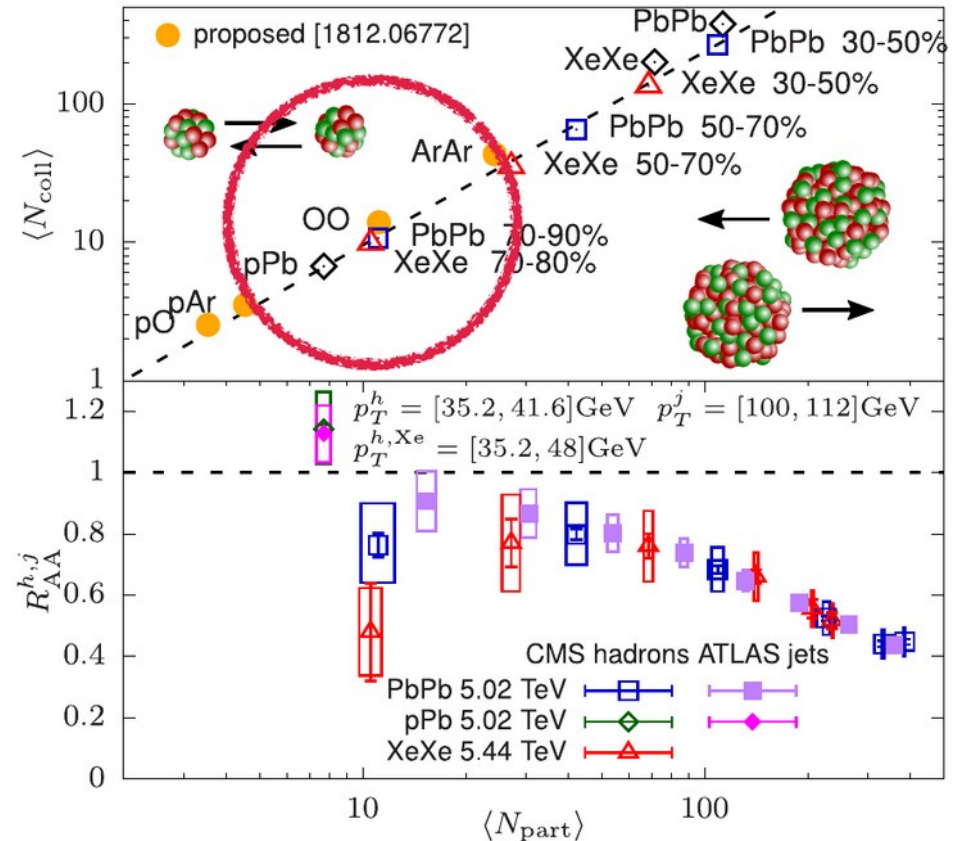 proposed [1812.06772]
PbPb
PbPb 30-50%
XeXe
XeXe 30-50%
100
PbPb 50-70%
ArAr
XeXe 50-70%
⟨N_coll⟩
OO
PbPb 70-90%
10
pPb
XeXe 70-80%
pAr
pO
1
1.2
p_T^h = [35.2, 41.6]GeV p_T^j = [100, 112]GeV
p_T^{h,Xe} = [35.2, 48]GeV
1
0.8
R_AA^{h,j}
0.6
0.4
CMS hadrons ATLAS jets
PbPb 5.02 TeV
0.2
pPb 5.02 TeV
XeXe 5.44 TeV
0
10
100
⟨N_part⟩